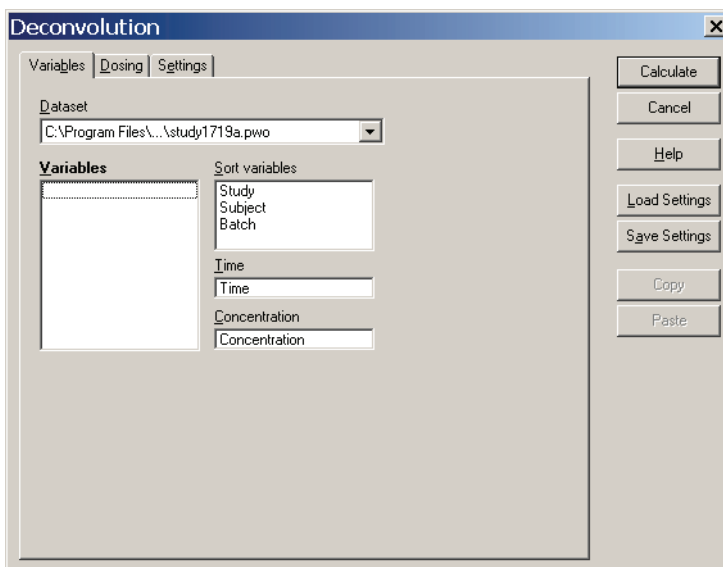 Deconvolution
Variables Dosing Settings
Dataset
C:\Program Files\...\study1719a.pwo
Variables
Sort variables
Study
Subject
Batch
Time
Time
Concentration
Concentration
Calculate
Cancel
Help
Load Settings
Save Settings
Copy
Paste